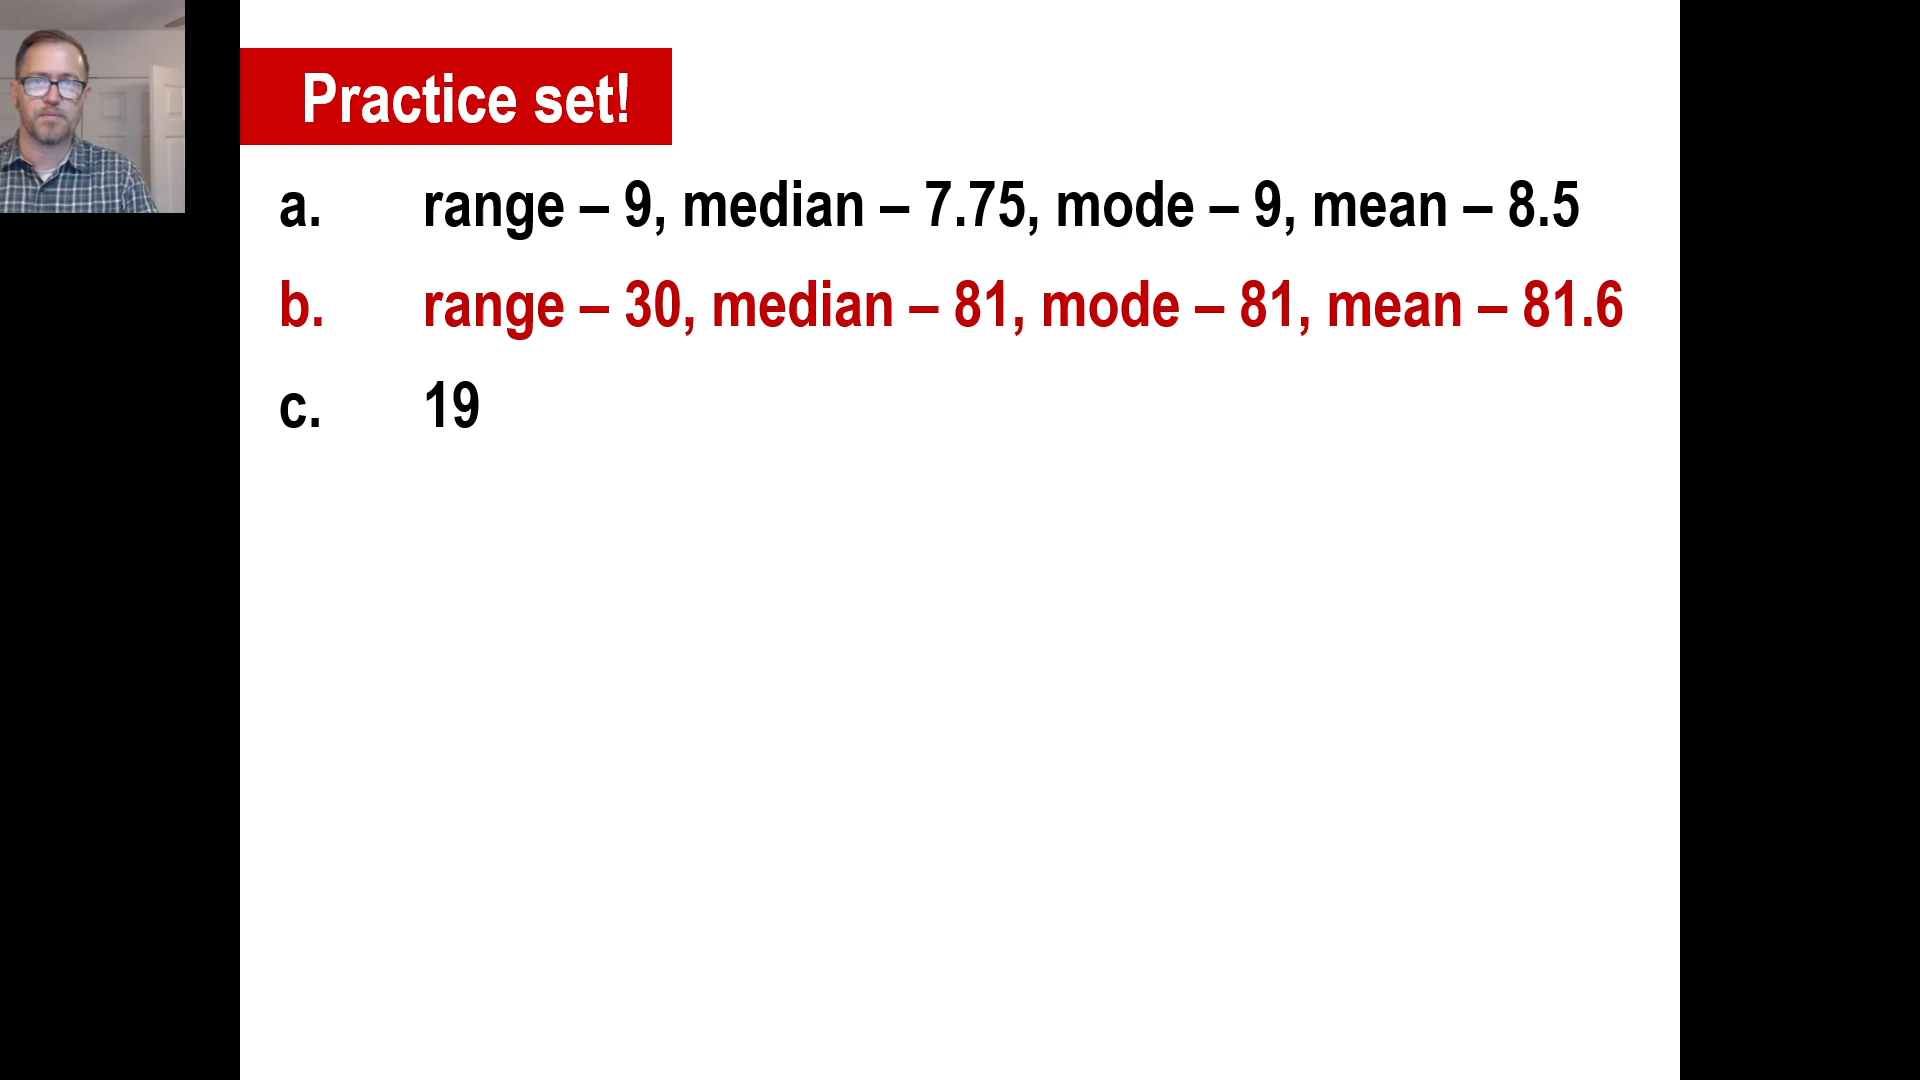 Practice set!
a. range – 9, median – 7.75, mode – 9, mean – 8.5
b. range – 30, median – 81, mode – 81, mean – 81.6
c. 19